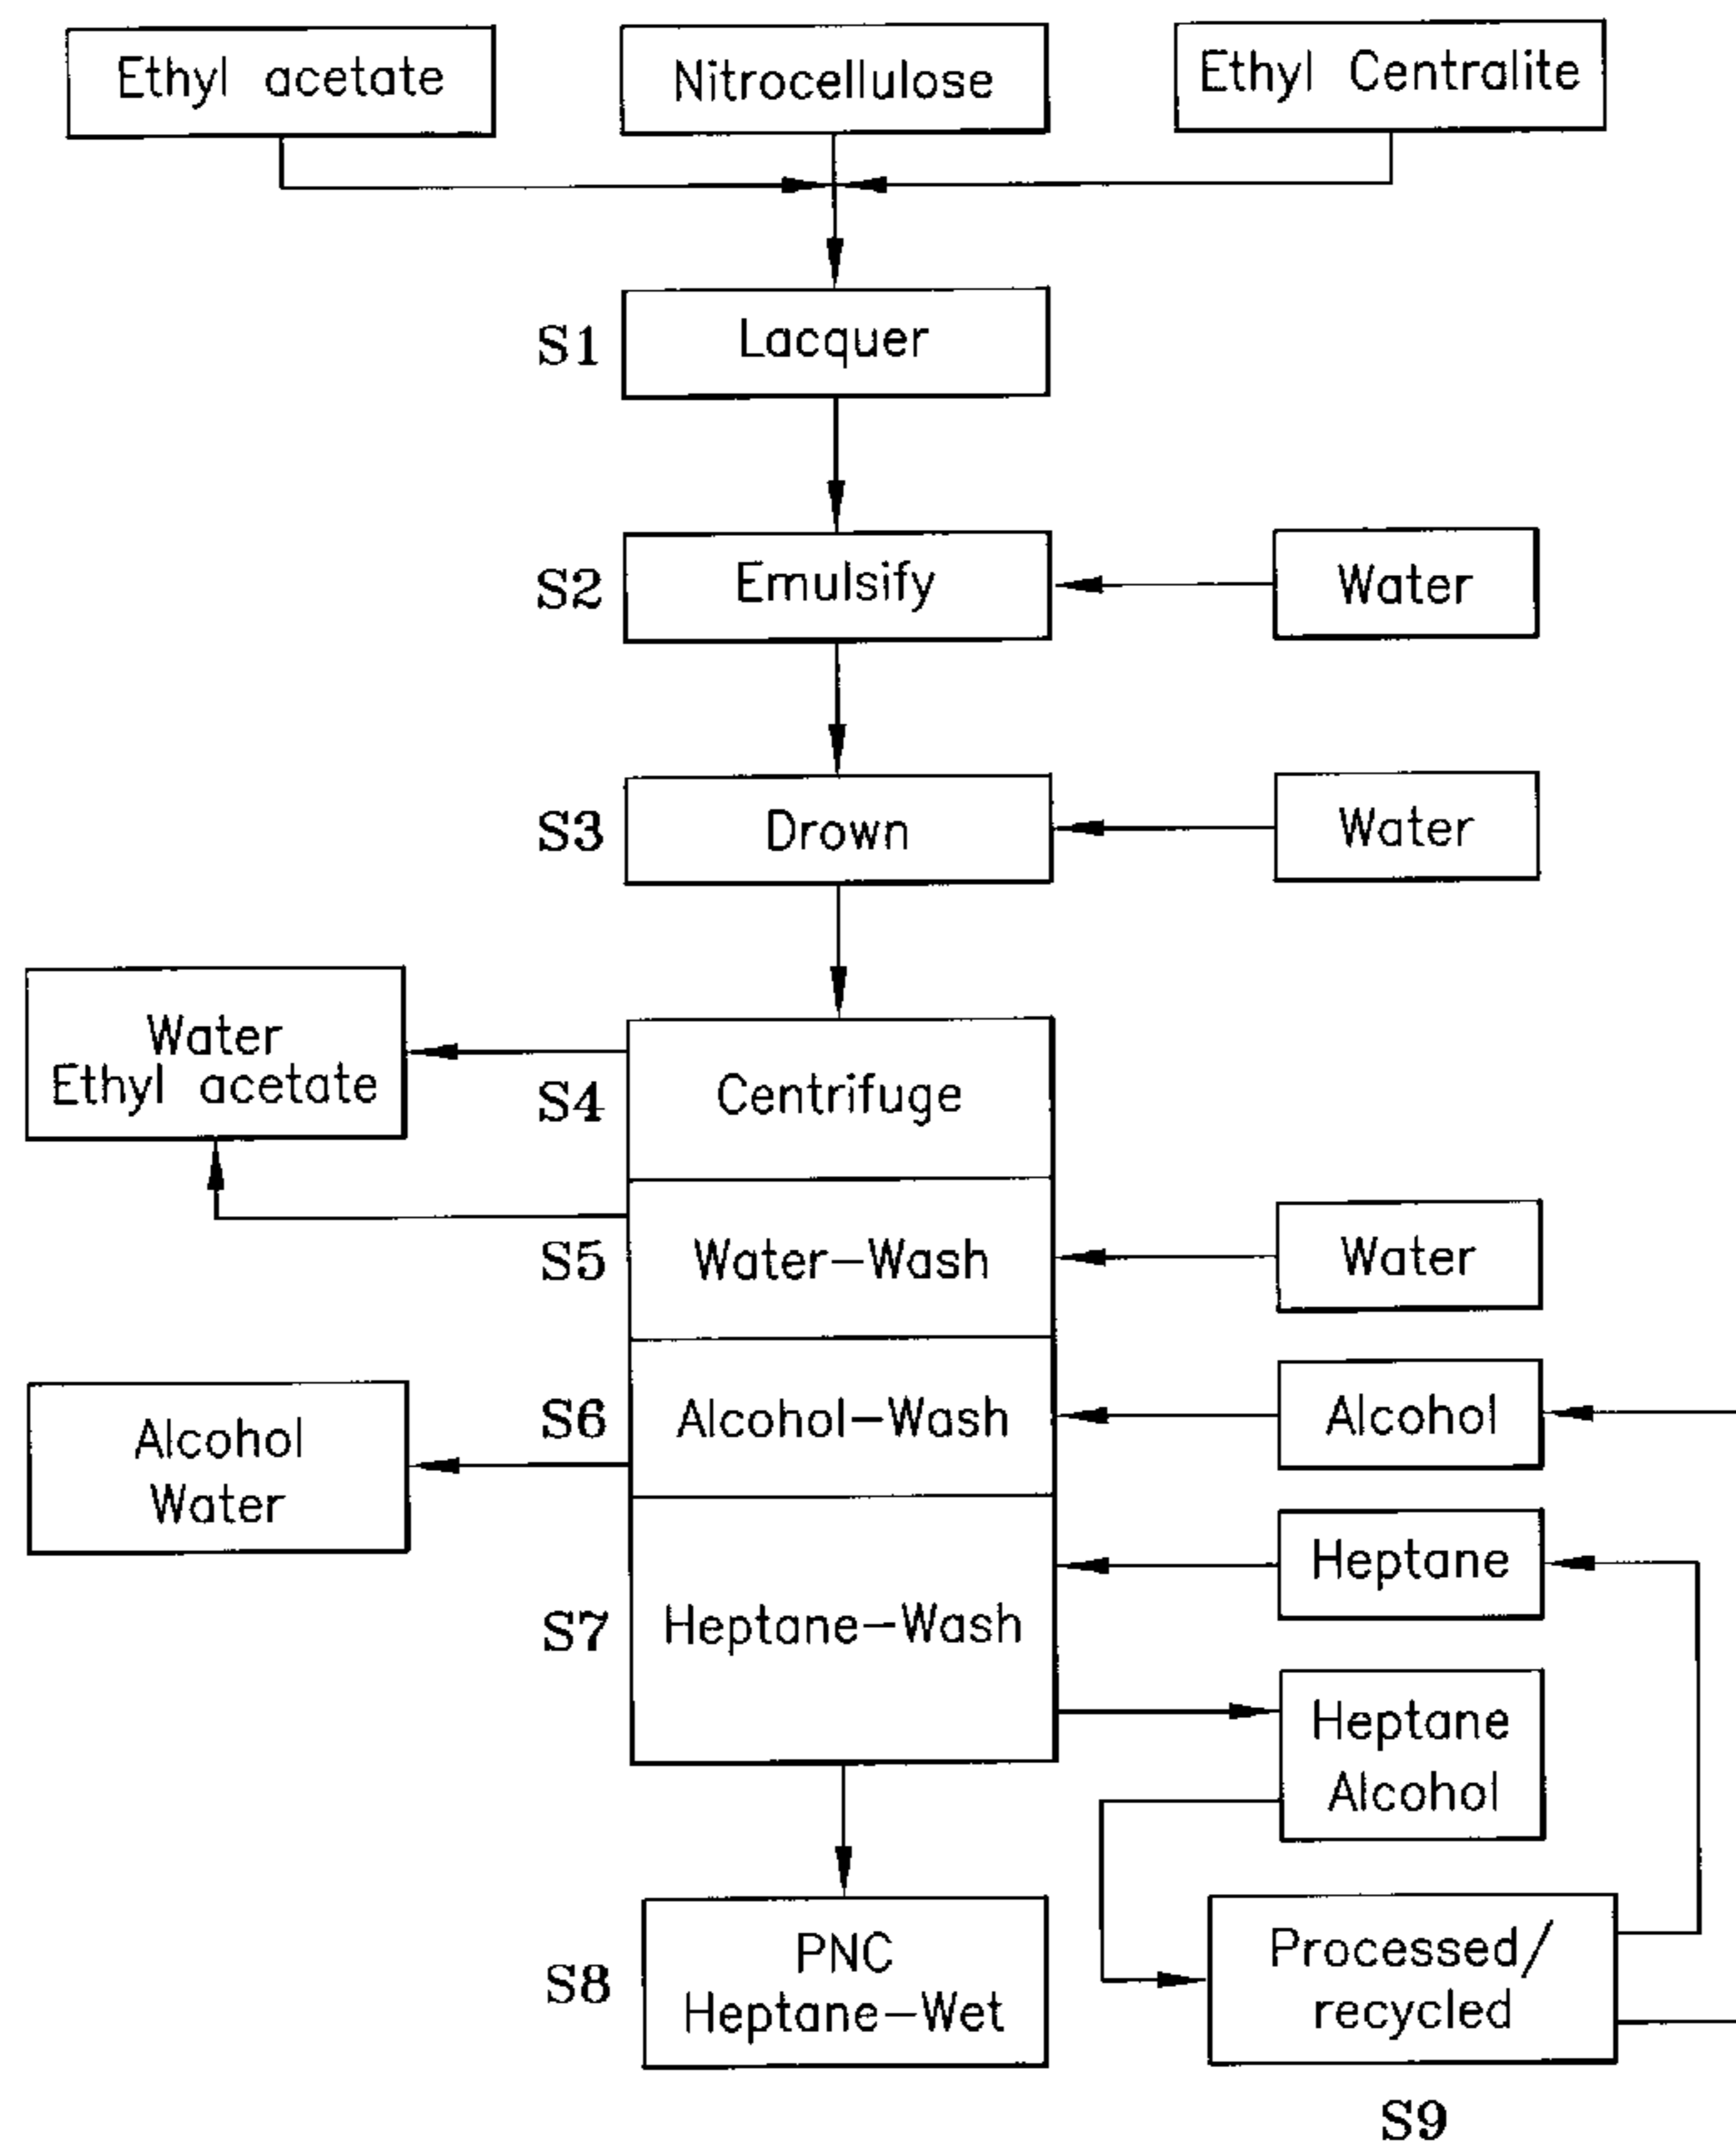 Ethyl acetate
Nitrocellulose
Ethyl Centralite
S1
Lacquer
S2
Emulsify
Water
S3
Drown
Water
Water
Ethyl acetate
S4
Centrifuge
S5
Water-Wash
Water
Alcohol
Water
S6
Alcohol-Wash
Alcohol
S7
Heptane-Wash
Heptane
Heptane
Alcohol
S8
PNC
Heptane-Wet
Processed/
recycled
S9